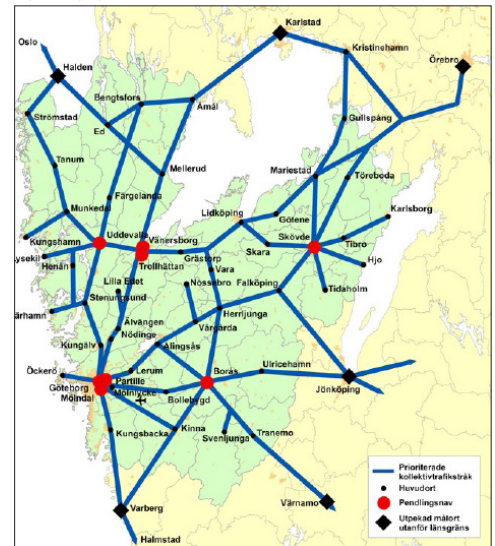 Karlstad
Oslo
Kristinehamn
Örebro
Halden
Bengtsfors
Åmål
Strömstad
Ed
Gullspång
Tanum
Mellerud
Mariestad
Töreboda
Färgelanda
Munkedal
Lidköping
Karlsborg
Götene
Uddevalla
Kungshamn
Vänersborg
Skövde
Skara
Tibro
Lysekil
Grästorp
Henån
Trollhättan
Hjo
Vara
Lilla Edet
Nossebro
Falköping
Tidaholm
Stenungsund
Herrljunga
Älvängen
Vårgårda
Nödinge
Alingsås
Kungälv
Öckerö
Lerum
Borås
Ulricehamn
Partille
Göteborg
Mölnlycke
Jönköping
Mölndal
Bollebygd
Kinna
Kungsbacka
Svenljunga
Tranemo
Värnamo
Varberg
Halmstad
Prioriterade
kollektivtrafikstråk
Huvudort
Pendlingsnav
Utpekad målort
utanför länsgräns